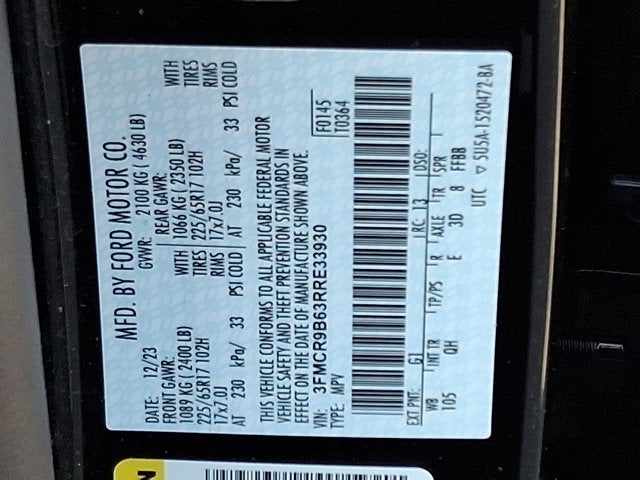 MFD. BY FORD MOTOR CO.
DATE: 12/23 GVWR: 2100 KG ( 4630 LB)
FRONT GAWR: REAR GAWR:
1089 KG ( 2400 LB) WITH 1066 KG ( 2350 LB) WITH
225/65R17 102H TIRES 225/65R17 102H TIRES
17x7.0J RIMS 17x7.0J RIMS
AT 230 kPa/ 33 PSI COLD AT 230 kPa/ 33 PSI COLD
THIS VEHICLE CONFORMS TO ALL APPLICABLE FEDERAL MOTOR
VEHICLE SAFETY AND THEFT PREVENTION STANDARDS IN
EFFECT ON THE DATE OF MANUFACTURE SHOWN ABOVE.
VIN: 3FMCR9B63RRE33930 F0145
TYPE: MPV T0364
EXT PNT: G1 RC: 13 DSO:
WB INT TR TP/PS R AXLE TR SPR
105 QH E 3D 8 FFBB
UTC ▽ 5U5A-1520472-BA
N